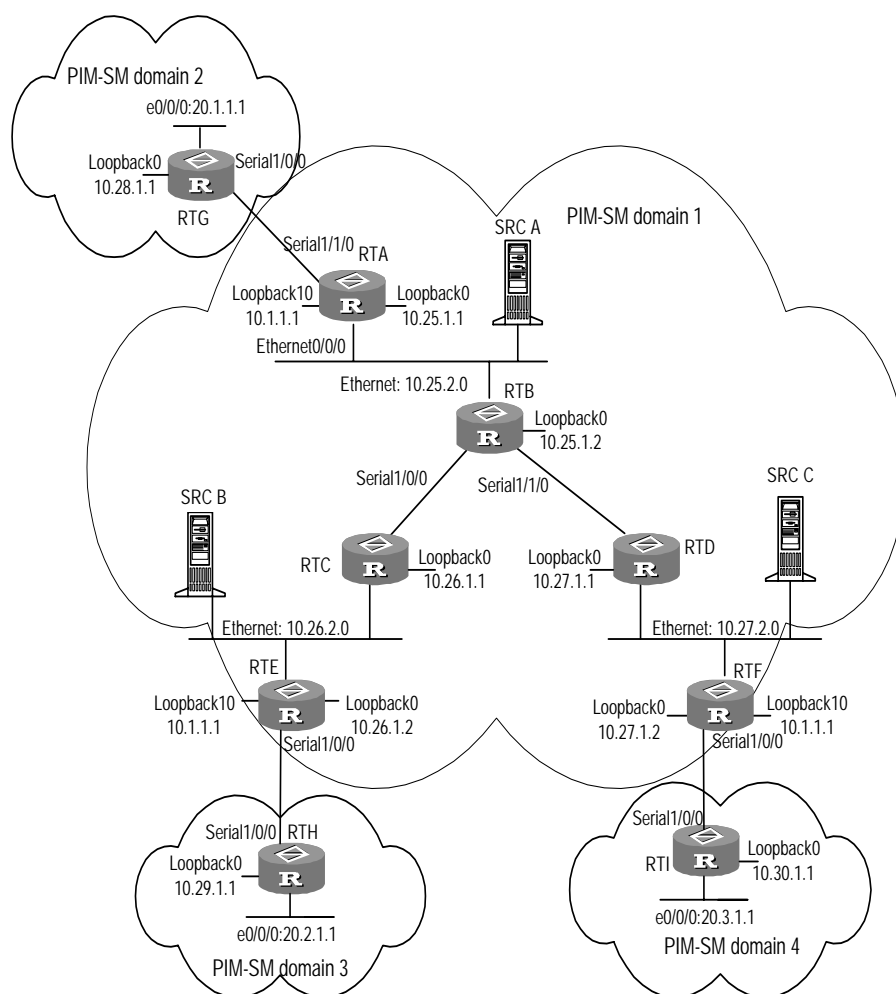 PIM-SM domain 2
e0/0/0:20.1.1.1
Loopback0
10.28.1.1
Serial1/0/0
R
RTG
PIM-SM domain 1
SRC A
Serial1/1/0
RTA
Loopback10
10.1.1.1
R
Loopback0
10.25.1.1
Ethernet0/0/0
Ethernet: 10.25.2.0
RTB
R
Loopback0
10.25.1.2
Serial1/0/0
Serial1/1/0
SRC B
SRC C
RTC
R
Loopback0
10.26.1.1
Loopback0
10.27.1.1
R
RTD
Ethernet: 10.26.2.0
Ethernet: 10.27.2.0
RTE
Loopback10
10.1.1.1
R
Loopback0
10.26.1.2
Serial1/0/0
RTF
Loopback0
10.27.1.2
R
Loopback10
10.1.1.1
Serial1/0/0
Serial1/0/0
RTH
Loopback0
10.29.1.1
R
e0/0/0:20.2.1.1
PIM-SM domain 3
Serial1/0/0
RTI
R
Loopback0
10.30.1.1
e0/0/0:20.3.1.1
PIM-SM domain 4